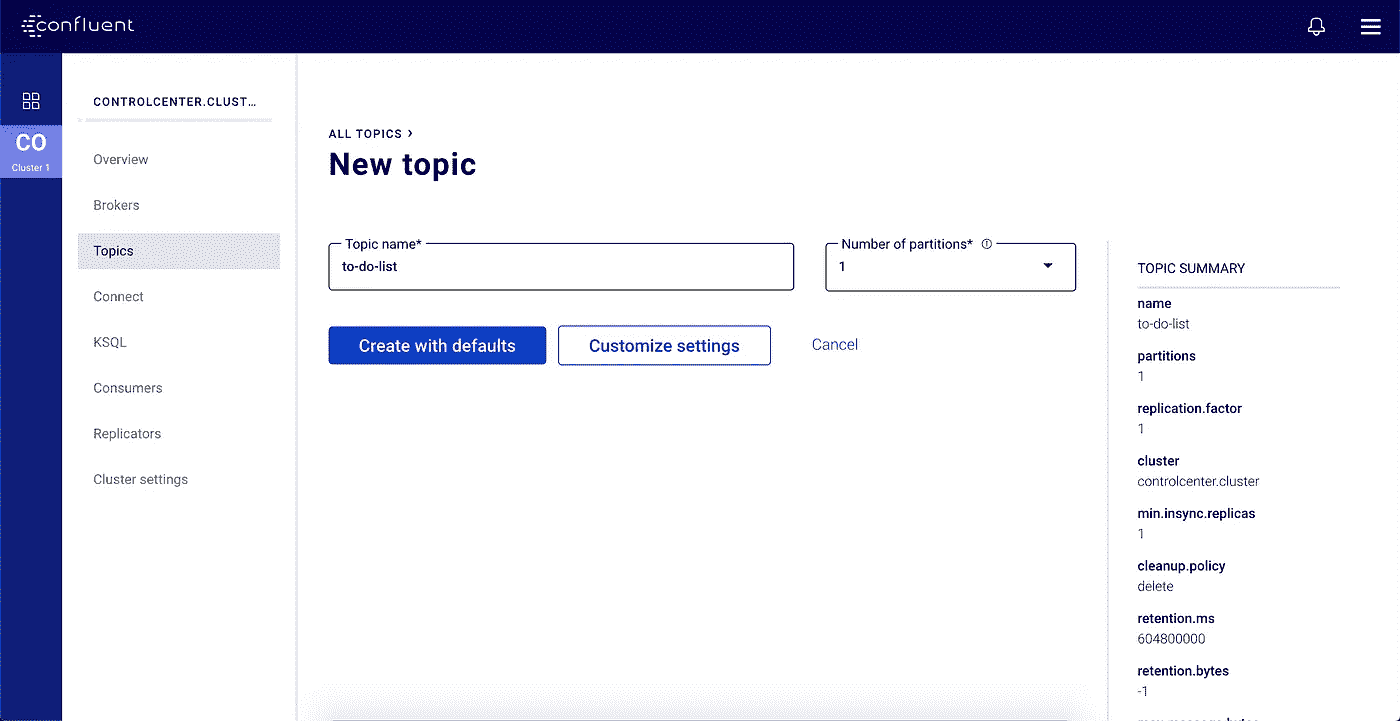 confluent
CO
Cluster 1
CONTROLCENTER.CLUST...
Overview
Brokers
Topics
Connect
KSQL
Consumers
Replicators
Cluster settings
ALL TOPICS ›
New topic
Topic name*
to-do-list
Number of partitions*
1
Create with defaults
Customize settings
Cancel
TOPIC SUMMARY
name
to-do-list
partitions
1
replication.factor
1
cluster
controlcenter.cluster
min.insync.replicas
1
cleanup.policy
delete
retention.ms
604800000
retention.bytes
-1